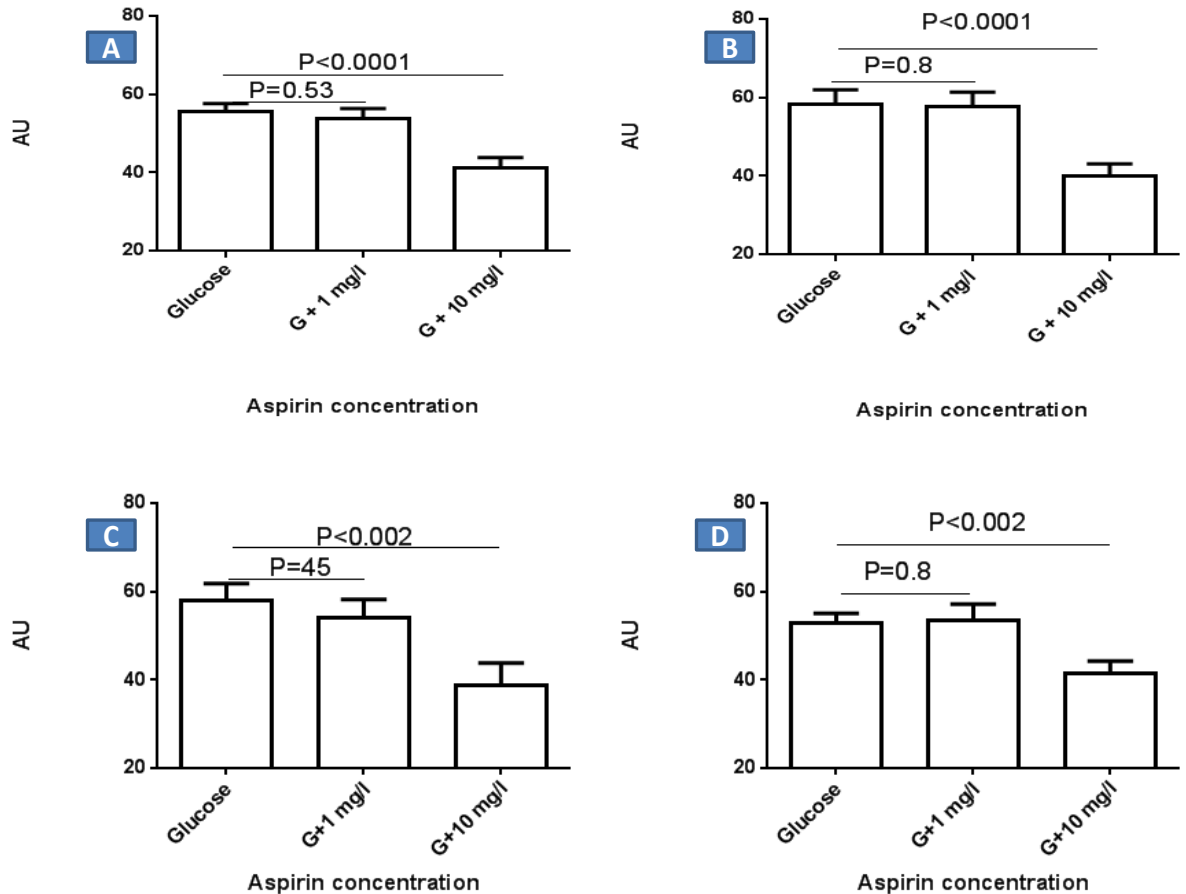 A
80
60
40
20
AU
P<0.0001
P=0.53
Glucose
G + 1 mg/l
G + 10 mg/l
Aspirin concentration
B
80
60
40
20
AU
P<0.0001
P=0.8
Glucose
G + 1 mg/l
G + 10 mg/l
Aspirin concentration
C
80
60
40
20
AU
P<0.002
P=45
Glucose
G+1 mg/l
G+10 mg/l
Aspirin concentration
D
80
60
40
20
AU
P<0.002
P=0.8
Glucose
G+1 mg/l
G+10 mg/l
Aspirin concentration